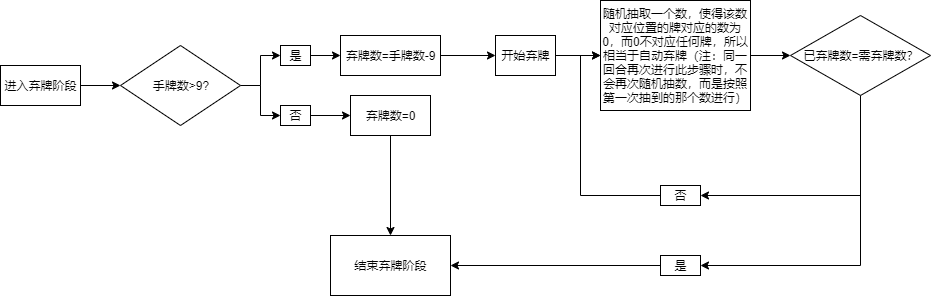 进入弃牌阶段
手牌数>9?
是
弃牌数=手牌数-9
开始弃牌
随机抽取一个数，使得该数
对应位置的牌对应的数为
0，而0不对应任何牌，所以
相当于自动弃牌（注：同一
回合再次进行此步骤时，不
会再次随机抽数，而是按照
第一次抽到的那个数进行）
已弃牌数=需弃牌数?
否
弃牌数=0
否
结束弃牌阶段
是